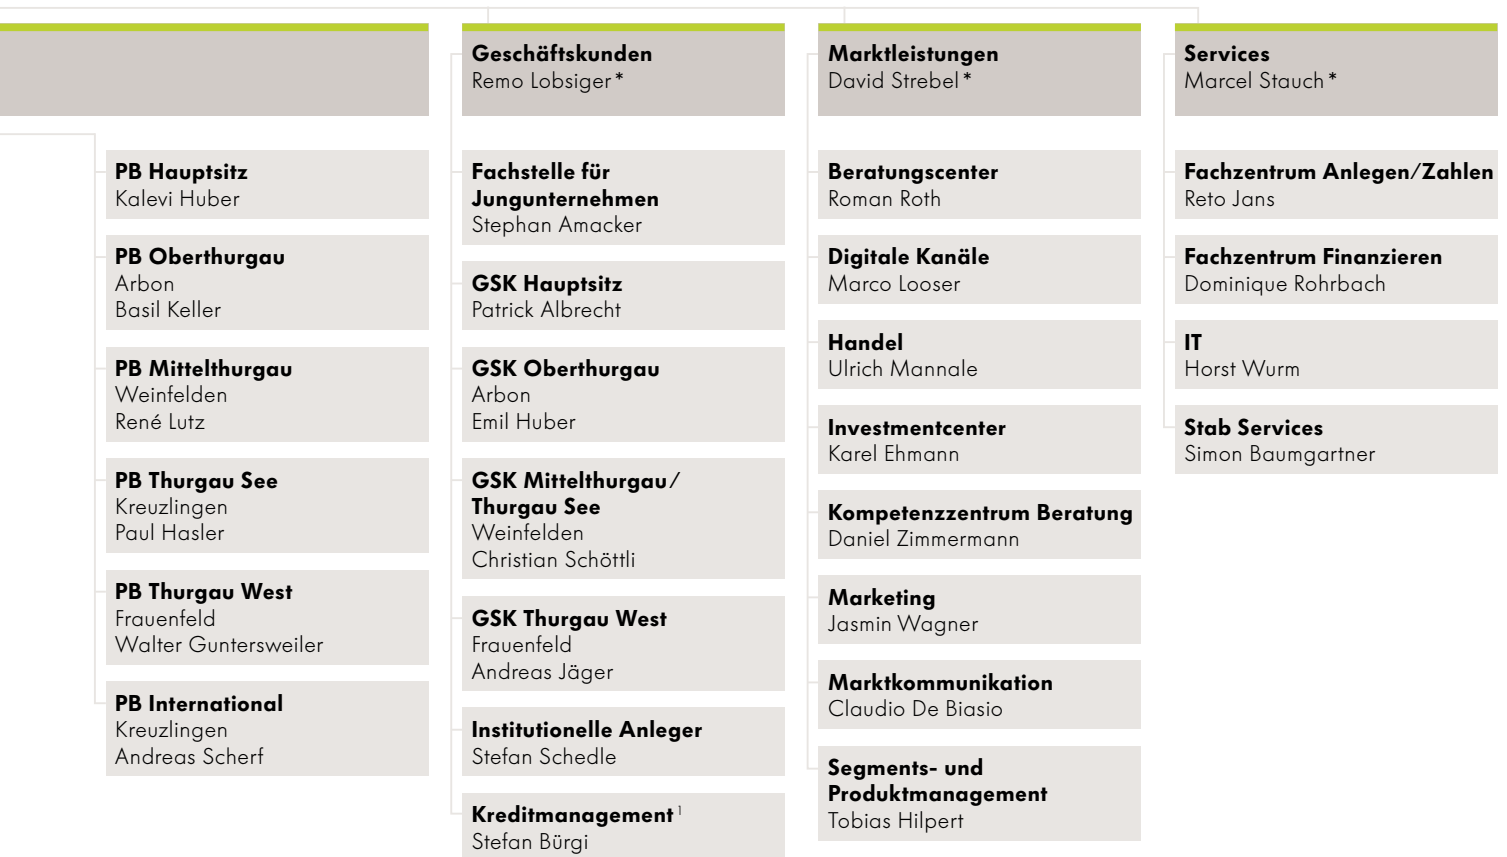 PB Hauptsitz
Kalevi Huber
PB Oberthurgau
Arbon
Basil Keller
PB Mittelthurgau
Weinfelden
René Lutz
PB Thurgau See
Kreuzlingen
Paul Hasler
PB Thurgau West
Frauenfeld
Walter Guntersweiler
PB International
Kreuzlingen
Andreas Scherf
Geschäftskunden
Remo Lobsiger*
Fachstelle für
Jungunternehmen
Stephan Amacker
GSK Hauptsitz
Patrick Albrecht
GSK Oberthurgau
Arbon
Emil Huber
GSK Mittelthurgau/
Thurgau See
Weinfelden
Christian Schöttli
GSK Thurgau West
Frauenfeld
Andreas Jäger
Institutionelle Anleger
Stefan Schedle
Kreditmanagement¹
Stefan Bürgi
Marktleistungen
David Strebel*
Beratungscenter
Roman Roth
Digitale Kanäle
Marco Looser
Handel
Ulrich Mannale
Investmentcenter
Karel Ehmann
Kompetenzzentrum Beratung
Daniel Zimmermann
Marketing
Jasmin Wagner
Marktkommunikation
Claudio De Biasio
Segments- und
Produktmanagement
Tobias Hilpert
Services
Marcel Stauch*
Fachzentrum Anlegen/Zahlen
Reto Jans
Fachzentrum Finanzieren
Dominique Rohrbach
IT
Horst Wurm
Stab Services
Simon Baumgartner